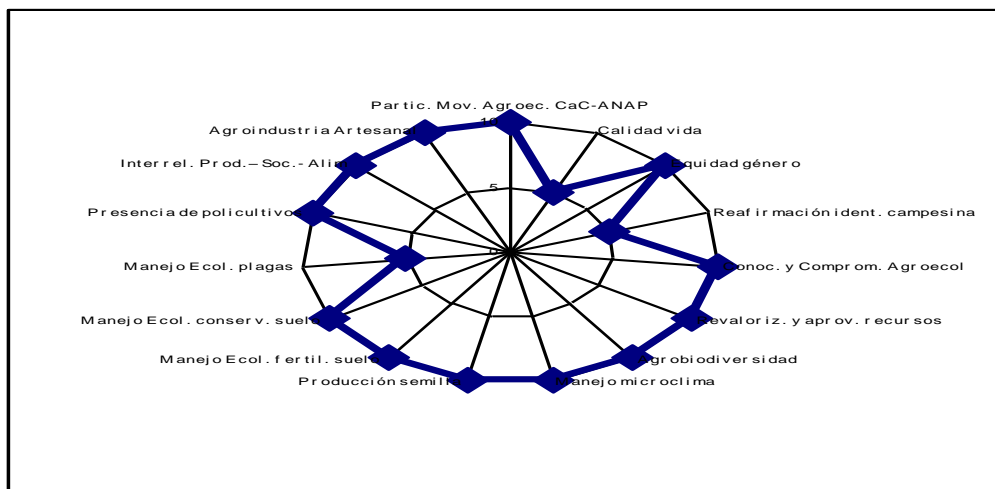 Partic. Mov. Agroec. CaC-ANAP
10
Agroindustria Artesanal
Calidad vida
Interrel. Prod.–Soc.-Alim
Equidad género
5
Presencia de policultivos
Reafirmación ident. campesina
0
Manejo Ecol. plagas
Conoc. y Comprom. Agroecol
Manejo Ecol. conserv. suelo
Revaloriz. y aprov. recursos
Manejo Ecol. fertil. suelo
Agrobiodiversidad
Producción semilla
Manejo microclima